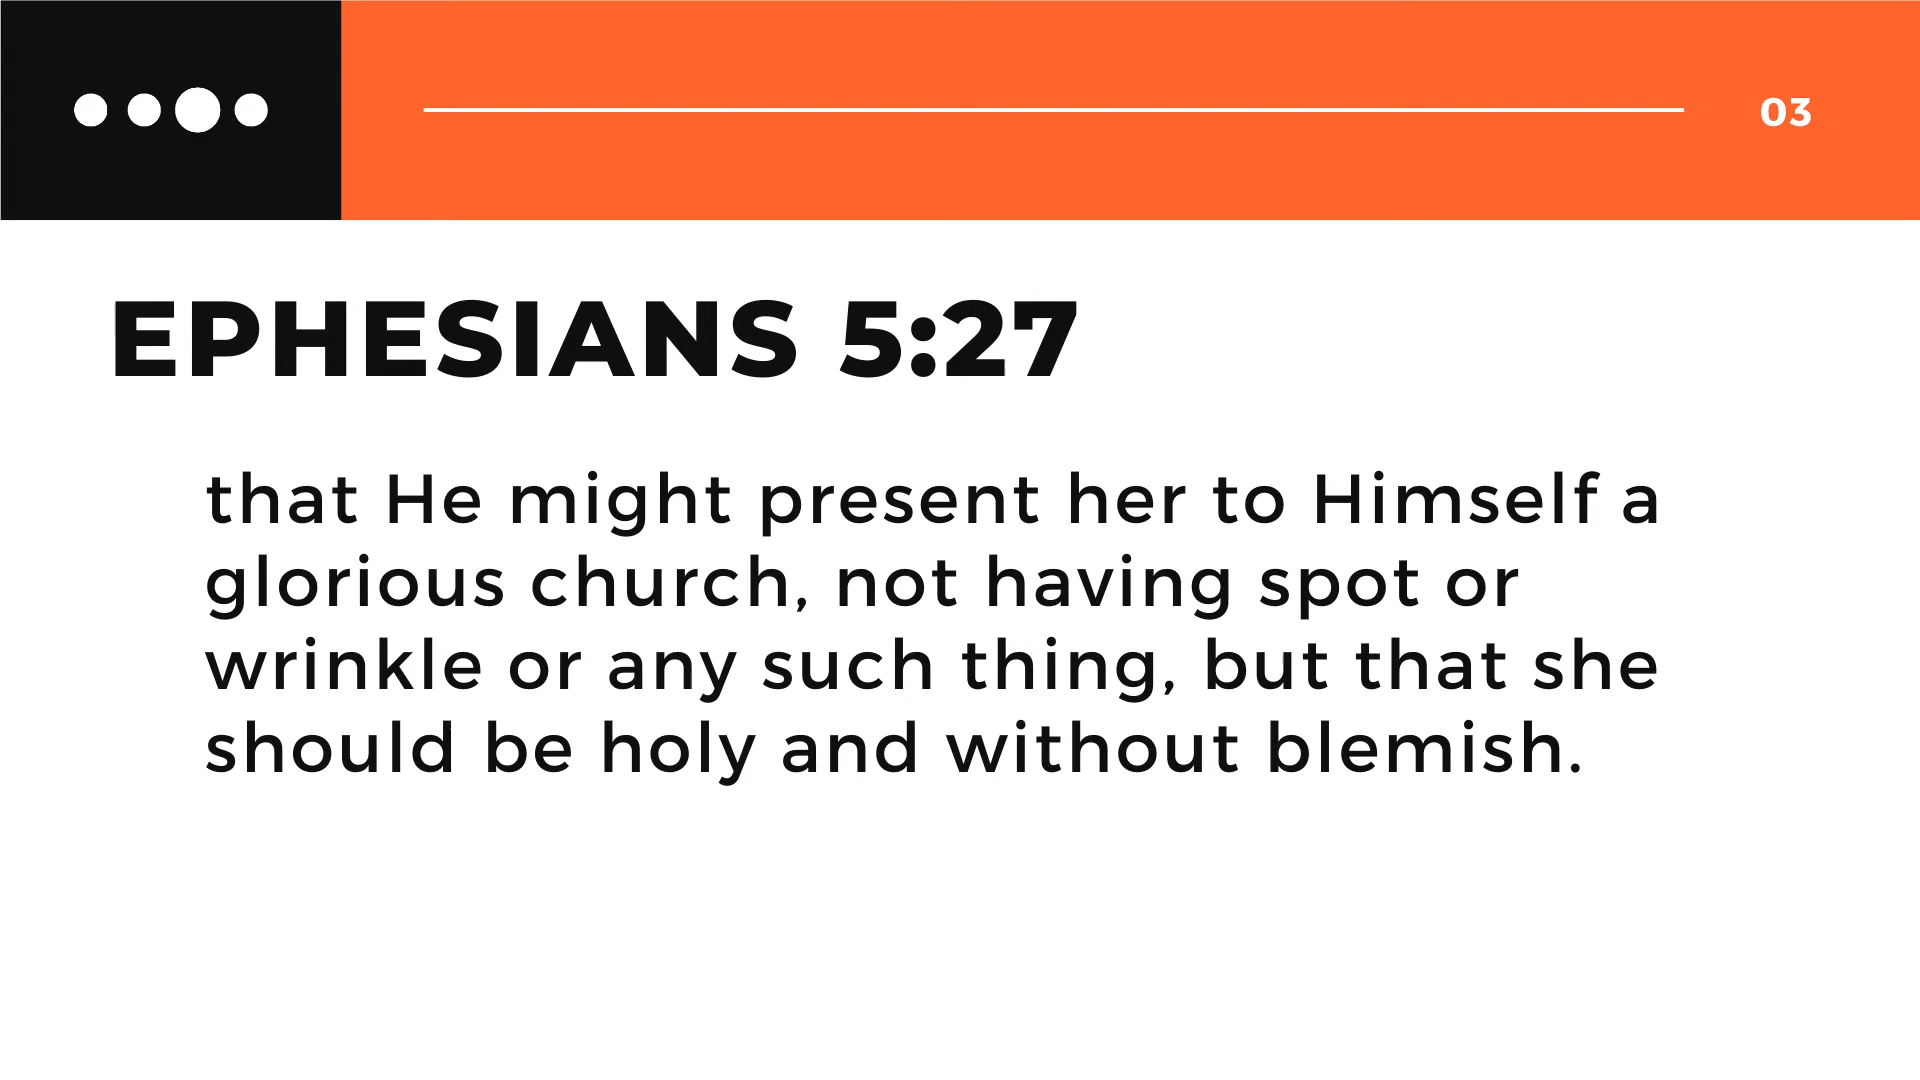 03
EPHESIANS 5:27
that He might present her to Himself a
glorious church, not having spot or
wrinkle or any such thing, but that she
should be holy and without blemish.